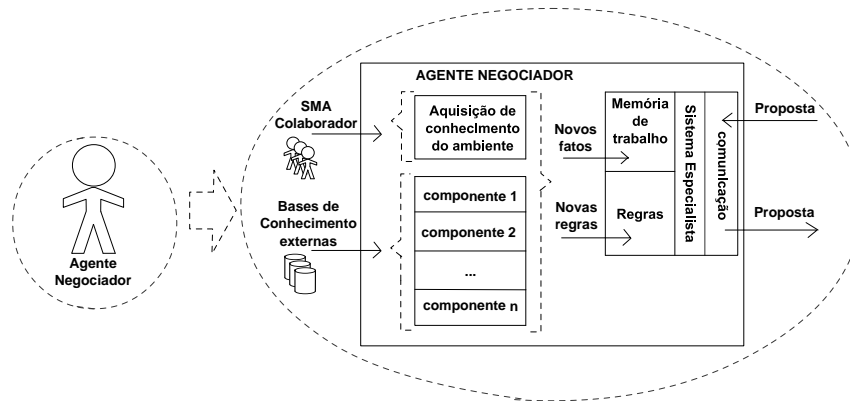 AGENTE NEGOCIADOR
SMA
Colaborador
Aquisição de
conhecimento
do ambiente
Bases de
Conhecimento
externas
componente 1
componente 2
...
componente n
Novos
fatos
Novas
regras
Memória
de
trabalho
Regras
Sistema Especialista
comunicação
Proposta
Proposta
Agente
Negociador